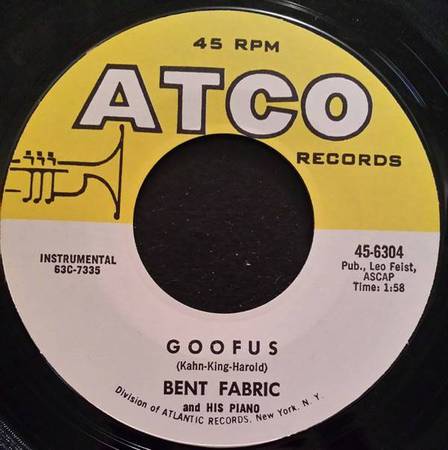 45 RPM
ATCO
RECORDS
INSTRUMENTAL
63C-7335
45-6304
Pub., Leo Feist,
ASCAP
Time: 1:58
GOOFUS
(Kahn-King-Harold)
BENT FABRIC
and HIS PIANO
Division of ATLANTIC RECORDS, New York, N. Y.